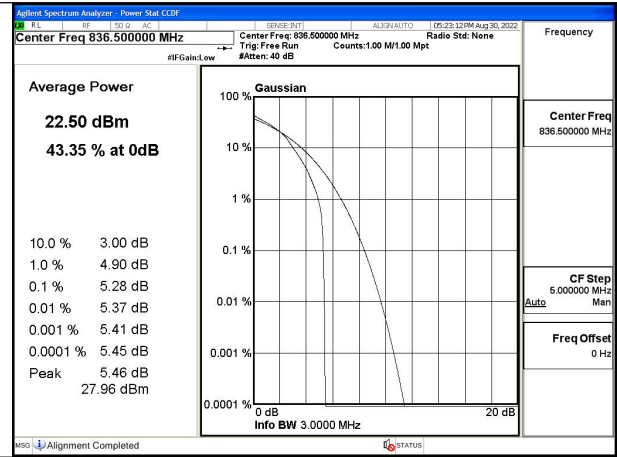 Agilent Spectrum Analyzer - Power Stat CCDF
RL RF 50 Ω AC SENSE:INT ALIGN AUTO 05:23:12PM Aug 30, 2022
Center Freq 836.500000 MHz
Center Freq: 836.500000 MHz Radio Std: None
Trig: Free Run Counts:1.00 M/1.00 Mpt
#IFGain:Low #Atten: 40 dB
Frequency
Average Power
22.50 dBm
43.35 % at 0dB
10.0 % 3.00 dB
1.0 % 4.90 dB
0.1 % 5.28 dB
0.01 % 5.37 dB
0.001 % 5.41 dB
0.0001 % 5.45 dB
Peak 5.46 dB
27.96 dBm
Gaussian
100 %
10 %
1 %
0.1 %
0.01 %
0.001 %
0.0001 %
0 dB 20 dB
Info BW 3.0000 MHz
Center Freq
836.500000 MHz
CF Step
5.000000 MHz
Auto Man
Freq Offset
0 Hz
MSG Alignment Completed STATUS